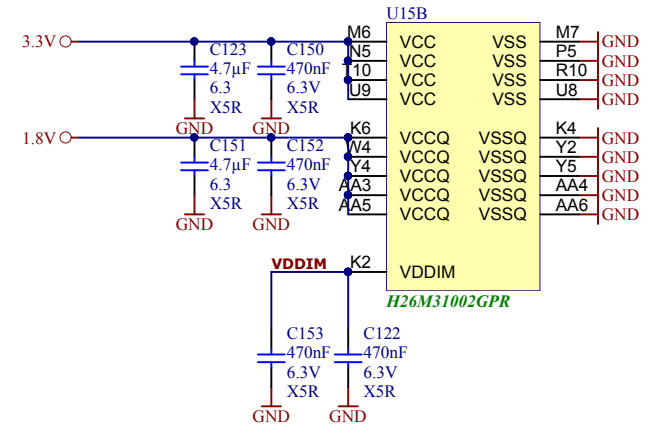 U15B
3.3V
C123
4.7µF
6.3
X5R
GND
C150
470nF
6.3V
X5R
GND
M6 VCC VSS M7 GND
N5 VCC VSS P5 GND
T10 VCC VSS R10 GND
U9 VCC VSS U8 GND
1.8V
C151
4.7µF
6.3
X5R
GND
C152
470nF
6.3V
X5R
GND
K6 VCCQ VSSQ K4 GND
W4 VCCQ VSSQ Y2 GND
Y4 VCCQ VSSQ Y5 GND
AA3 VCCQ VSSQ AA4 GND
AA5 VCCQ VSSQ AA6 GND
VDDIM K2 VDDIM
H26M31002GPR
C153
470nF
6.3V
X5R
GND
C122
470nF
6.3V
X5R
GND